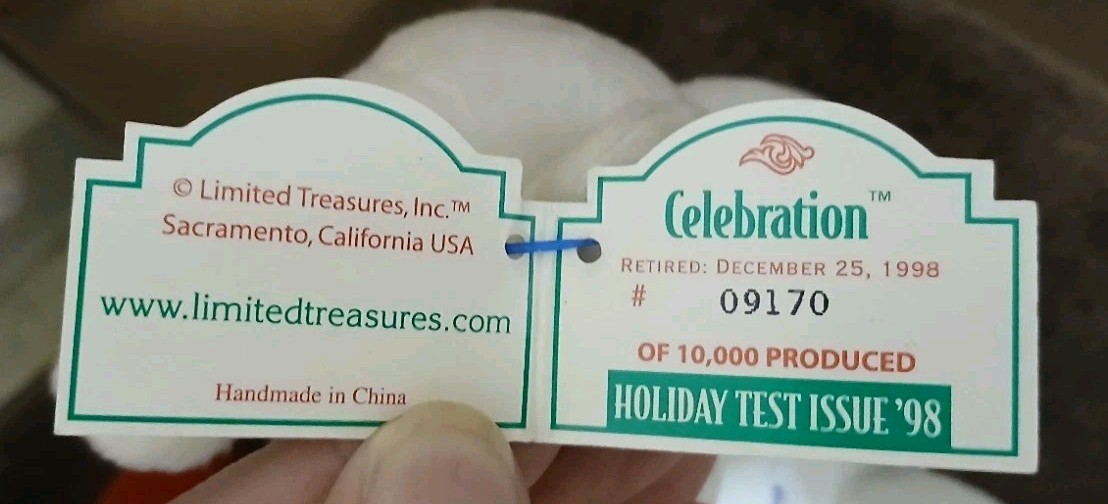 © Limited Treasures, Inc.™
Sacramento, California USA
www.limitedtreasures.com
Handmade in China
Celebration™
RETIRED: DECEMBER 25, 1998
# 09170
OF 10,000 PRODUCED
HOLIDAY TEST ISSUE '98